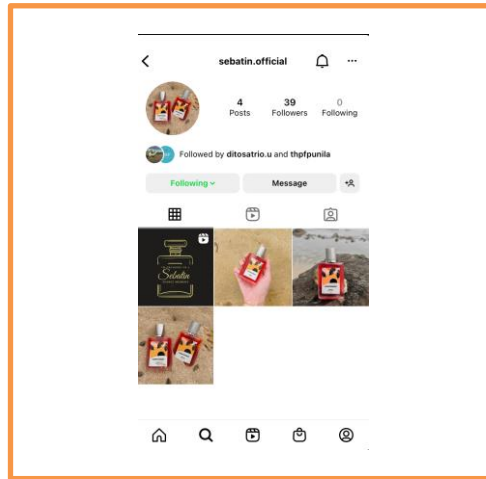 sebatin.official
4 39 0
Posts Followers Following
Followed by ditosatrio.u and thpfpunila
Following Message
Sebatin